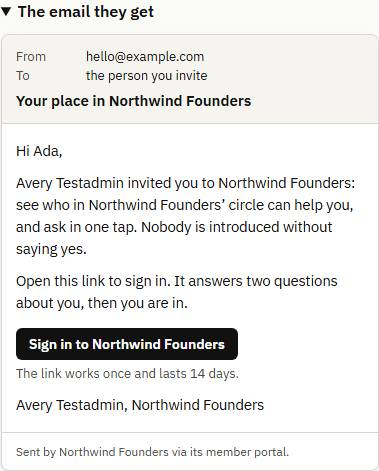 The email they get
From hello@example.com
To the person you invite
Your place in Northwind Founders
Hi Ada,
Avery Testadmin invited you to Northwind Founders:
see who in Northwind Founders’ circle can help you,
and ask in one tap. Nobody is introduced without
saying yes.
Open this link to sign in. It answers two questions
about you, then you are in.
Sign in to Northwind Founders
The link works once and lasts 14 days.
Avery Testadmin, Northwind Founders
Sent by Northwind Founders via its member portal.